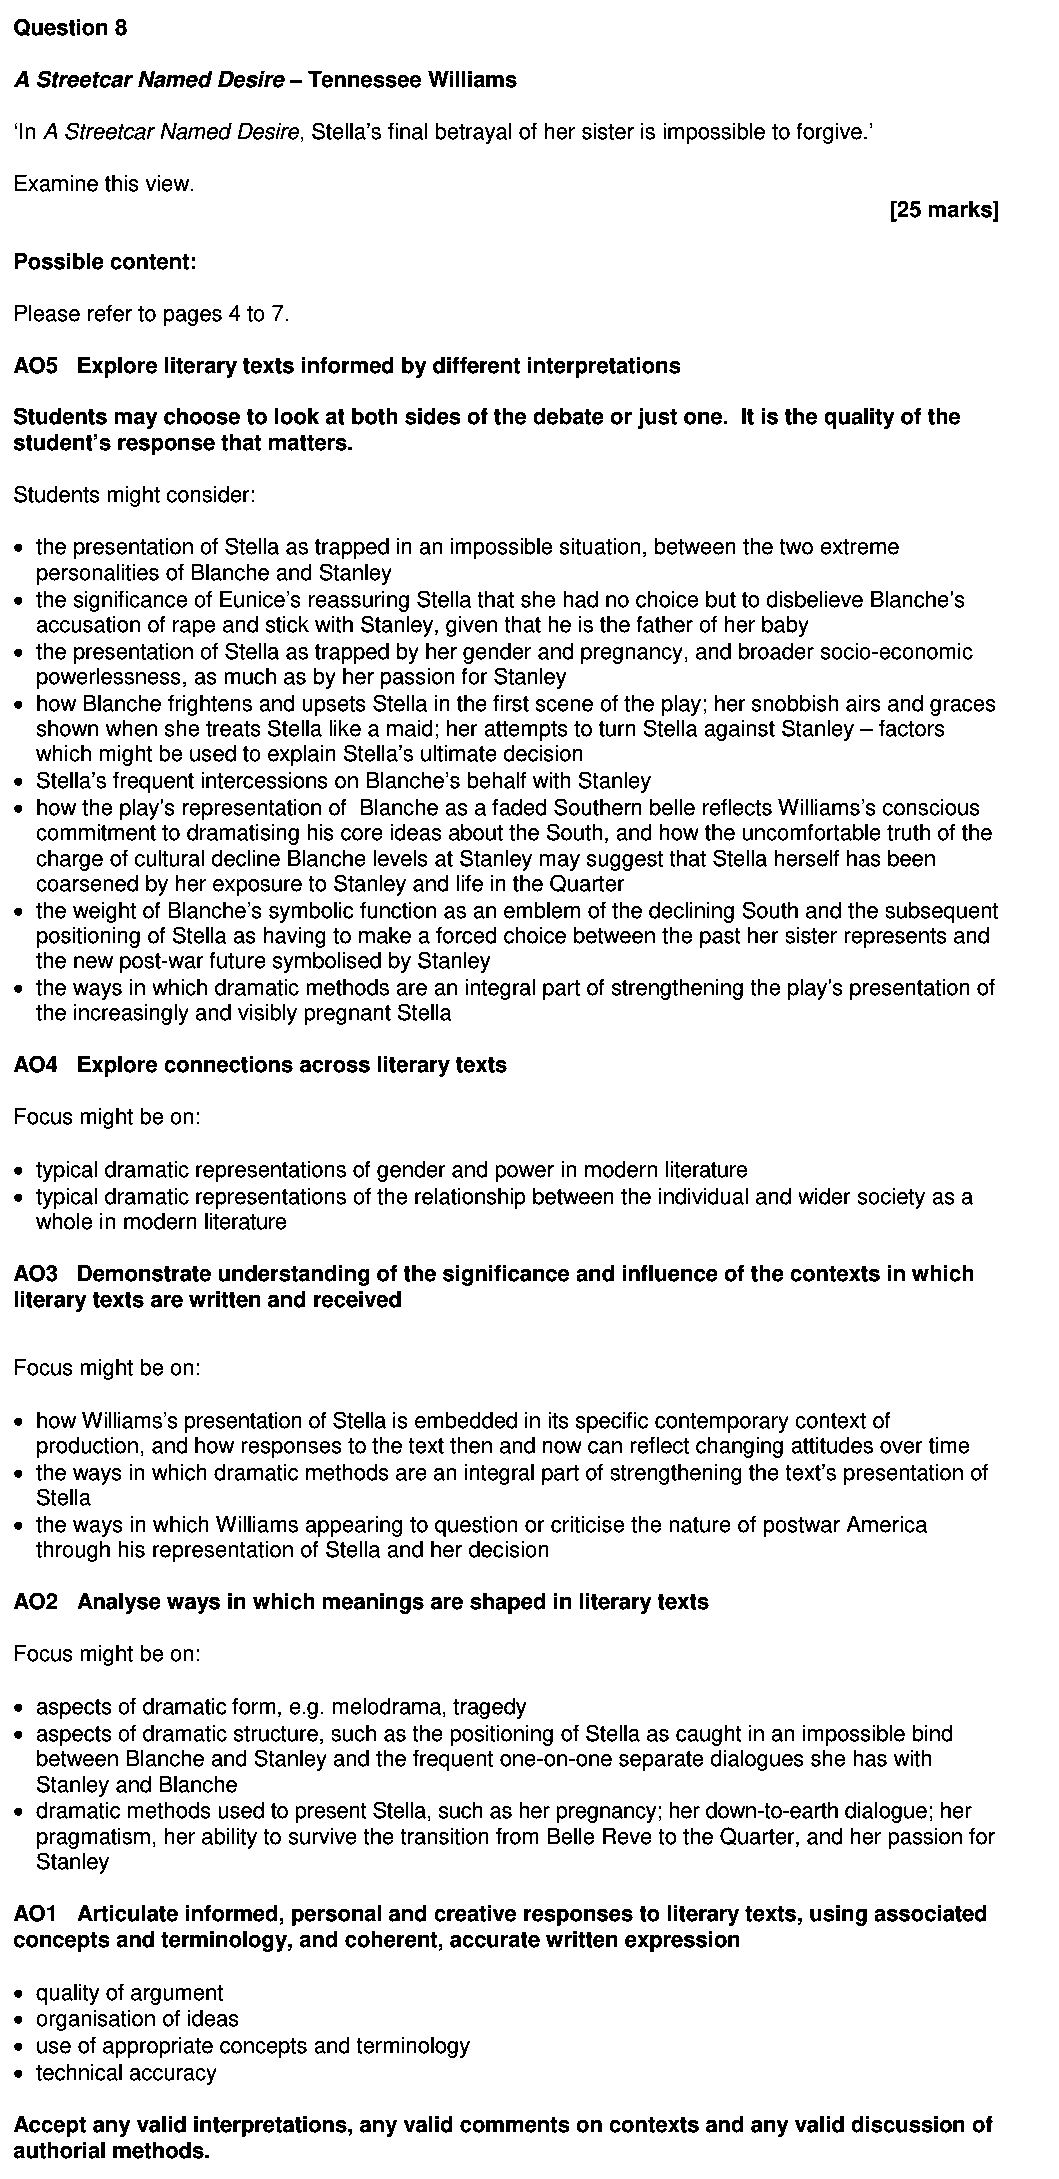 Question 8
A Streetcar Named Desire – Tennessee Williams
‘In A Streetcar Named Desire, Stella’s final betrayal of her sister is impossible to forgive.’
Examine this view.
[25 marks]
Possible content:
Please refer to pages 4 to 7.
AO5 Explore literary texts informed by different interpretations
Students may choose to look at both sides of the debate or just one. It is the quality of the
student’s response that matters.
Students might consider:
• the presentation of Stella as trapped in an impossible situation, between the two extreme
personalities of Blanche and Stanley
• the significance of Eunice’s reassuring Stella that she had no choice but to disbelieve Blanche’s
accusation of rape and stick with Stanley, given that he is the father of her baby
• the presentation of Stella as trapped by her gender and pregnancy, and broader socio-economic
powerlessness, as much as by her passion for Stanley
• how Blanche frightens and upsets Stella in the first scene of the play; her snobbish airs and graces
shown when she treats Stella like a maid; her attempts to turn Stella against Stanley – factors
which might be used to explain Stella’s ultimate decision
• Stella’s frequent intercessions on Blanche’s behalf with Stanley
• how the play’s representation of Blanche as a faded Southern belle reflects Williams’s conscious
commitment to dramatising his core ideas about the South, and how the uncomfortable truth of the
charge of cultural decline Blanche levels at Stanley may suggest that Stella herself has been
coarsened by her exposure to Stanley and life in the Quarter
• the weight of Blanche’s symbolic function as an emblem of the declining South and the subsequent
positioning of Stella as having to make a forced choice between the past her sister represents and
the new post-war future symbolised by Stanley
• the ways in which dramatic methods are an integral part of strengthening the play’s presentation of
the increasingly and visibly pregnant Stella
AO4 Explore connections across literary texts
Focus might be on:
• typical dramatic representations of gender and power in modern literature
• typical dramatic representations of the relationship between the individual and wider society as a
whole in modern literature
AO3 Demonstrate understanding of the significance and influence of the contexts in which
literary texts are written and received
Focus might be on:
• how Williams’s presentation of Stella is embedded in its specific contemporary context of
production, and how responses to the text then and now can reflect changing attitudes over time
• the ways in which dramatic methods are an integral part of strengthening the text’s presentation of
Stella
• the ways in which Williams appearing to question or criticise the nature of postwar America
through his representation of Stella and her decision
AO2 Analyse ways in which meanings are shaped in literary texts
Focus might be on:
• aspects of dramatic form, e.g. melodrama, tragedy
• aspects of dramatic structure, such as the positioning of Stella as caught in an impossible bind
between Blanche and Stanley and the frequent one-on-one separate dialogues she has with
Stanley and Blanche
• dramatic methods used to present Stella, such as her pregnancy; her down-to-earth dialogue; her
pragmatism, her ability to survive the transition from Belle Reve to the Quarter, and her passion for
Stanley
AO1 Articulate informed, personal and creative responses to literary texts, using associated
concepts and terminology, and coherent, accurate written expression
• quality of argument
• organisation of ideas
• use of appropriate concepts and terminology
• technical accuracy
Accept any valid interpretations, any valid comments on contexts and any valid discussion of
authorial methods.